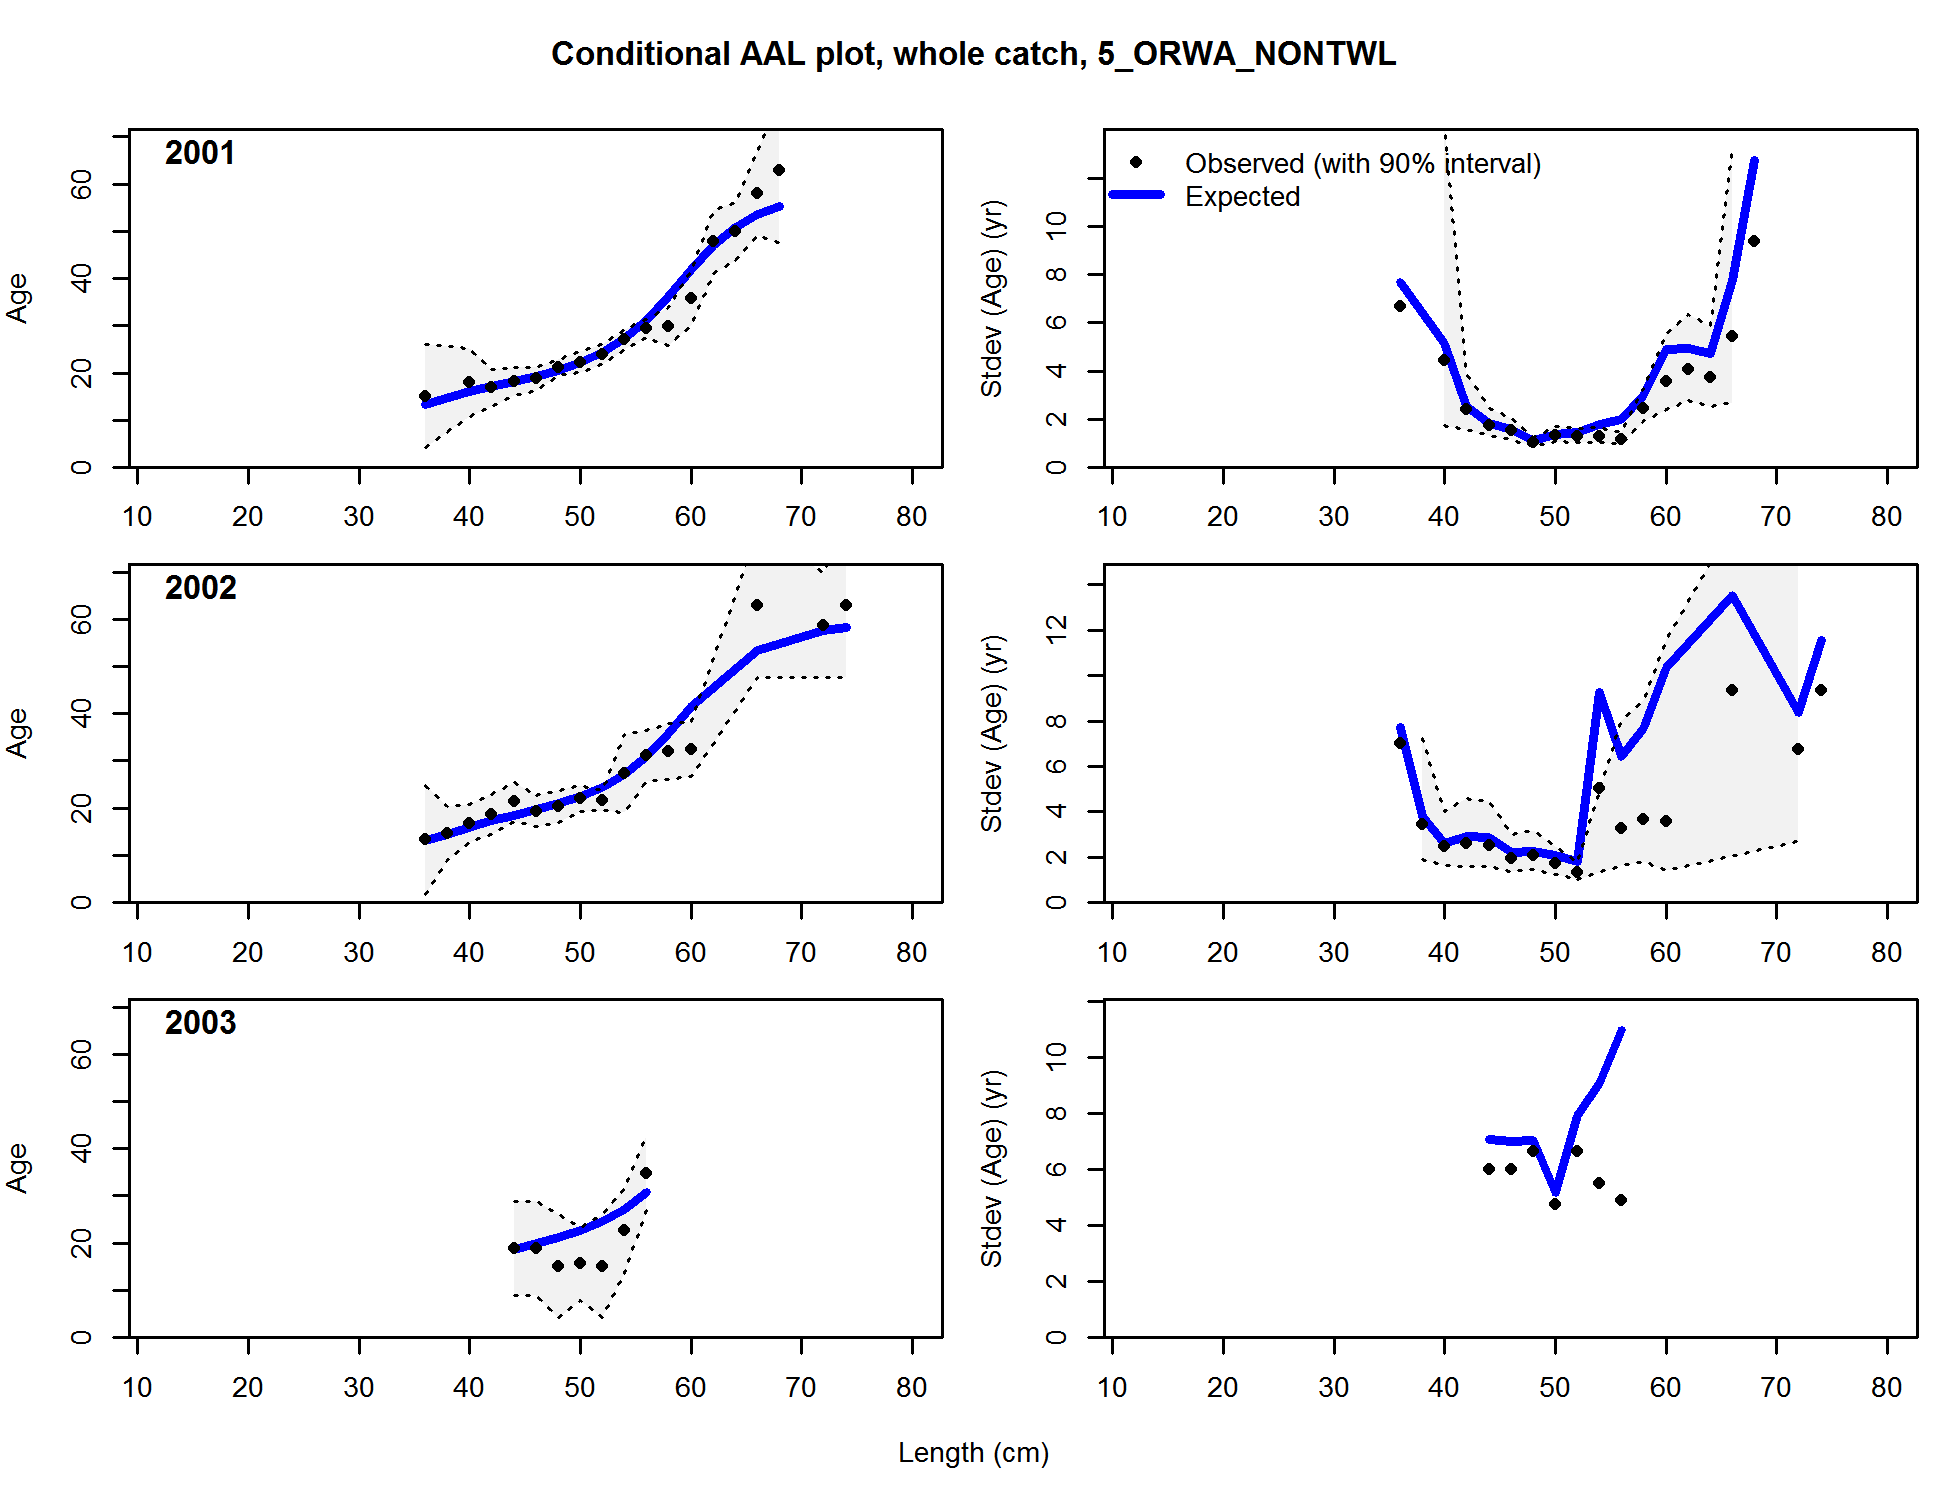 Conditional AAL plot, whole catch, 5_ORWA_NONTWL
2001
Age
0 20 40 60
10 20 30 40 50 60 70 80
Observed (with 90% interval)
Expected
Stdev (Age) (yr)
0 2 4 6 8 10
10 20 30 40 50 60 70 80
2002
Age
0 20 40 60
10 20 30 40 50 60 70 80
Stdev (Age) (yr)
0 2 4 6 8 12
10 20 30 40 50 60 70 80
2003
Age
0 20 40 60
10 20 30 40 50 60 70 80
Stdev (Age) (yr)
0 2 4 6 8 10
10 20 30 40 50 60 70 80
Length (cm)